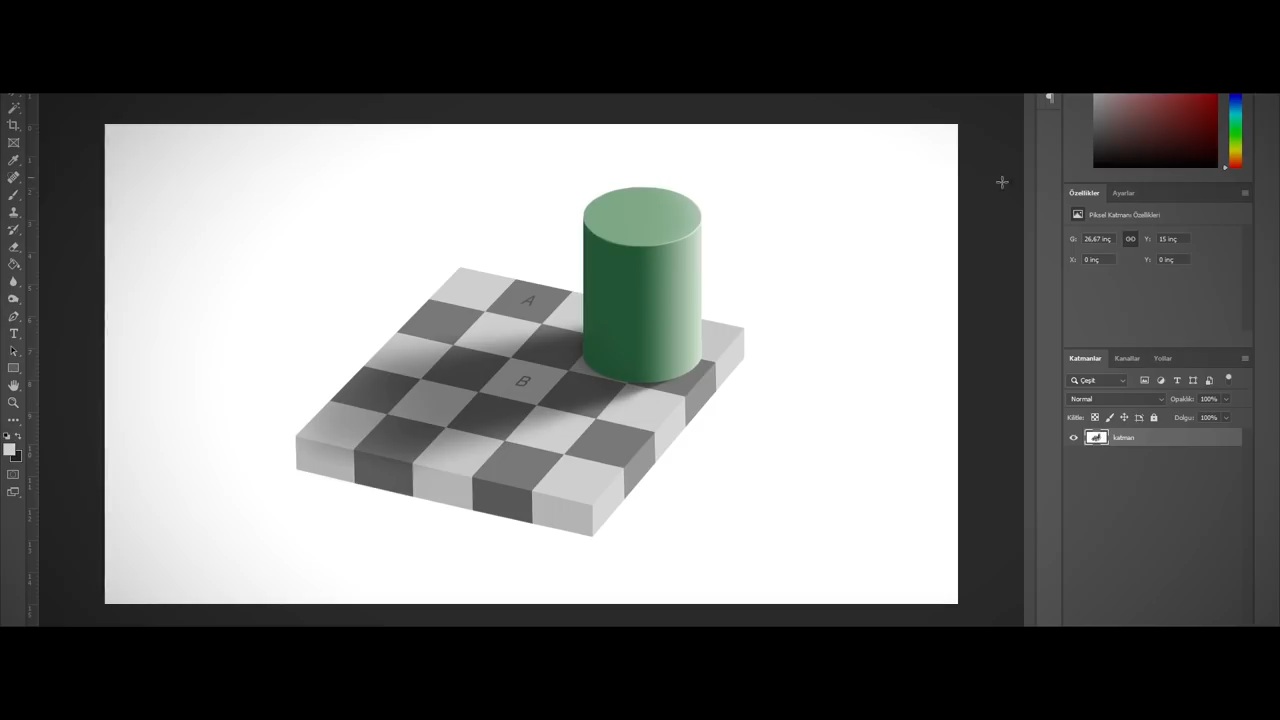 A
B
Özellikler Ayarlar
Piksel Katmanı Özellikleri
G: 26,67 inç Y: 15 inç
X: 0 inç Y: 0 inç
Katmanlar Kanallar Yollar
Çeşit
Normal Opaklık: 100%
Kilitle: Dolgu: 100%
katman